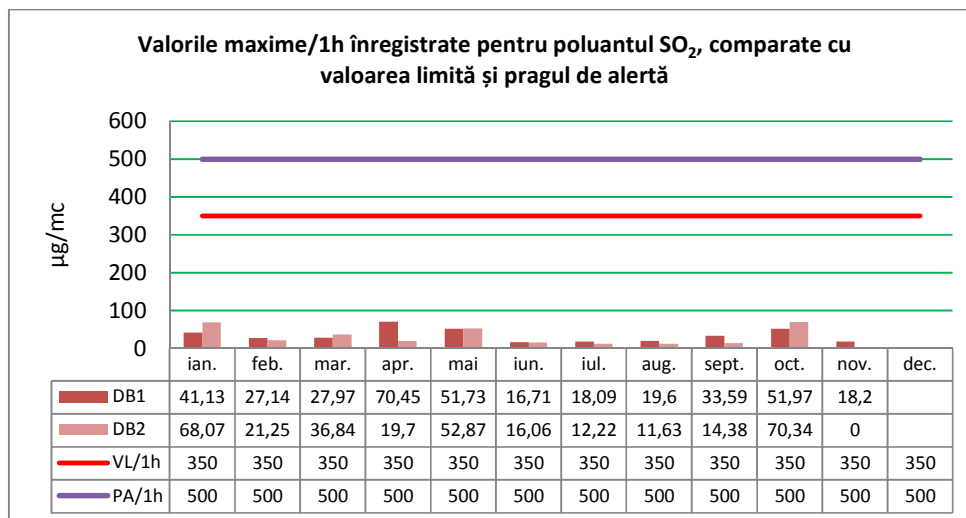 Valorile maxime/1h înregistrate pentru poluantul SO₂, comparate cu
valoarea limită și pragul de alertă
600
500
400
300
200
100
0
µg/mc
ian. feb. mar. apr. mai iun. iul. aug. sept. oct. nov. dec.
DB1 41,13 27,14 27,97 70,45 51,73 16,71 18,09 19,6 33,59 51,97 18,2
DB2 68,07 21,25 36,84 19,7 52,87 16,06 12,22 11,63 14,38 70,34 0
VL/1h 350 350 350 350 350 350 350 350 350 350 350 350
PA/1h 500 500 500 500 500 500 500 500 500 500 500 500